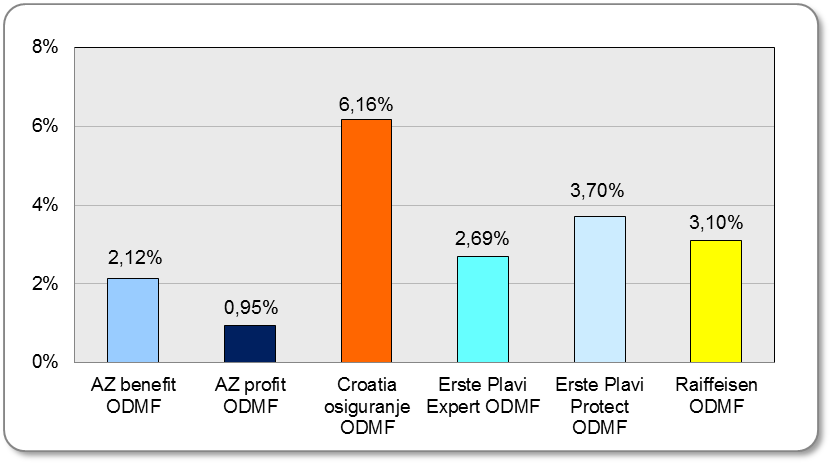 8%
6%
4%
2%
0%
2,12%
0,95%
6,16%
2,69%
3,70%
3,10%
AZ benefit
ODMF
AZ profit
ODMF
Croatia
osiguranje
ODMF
Erste Plavi
Expert ODMF
Erste Plavi
Protect
ODMF
Raiffeisen
ODMF